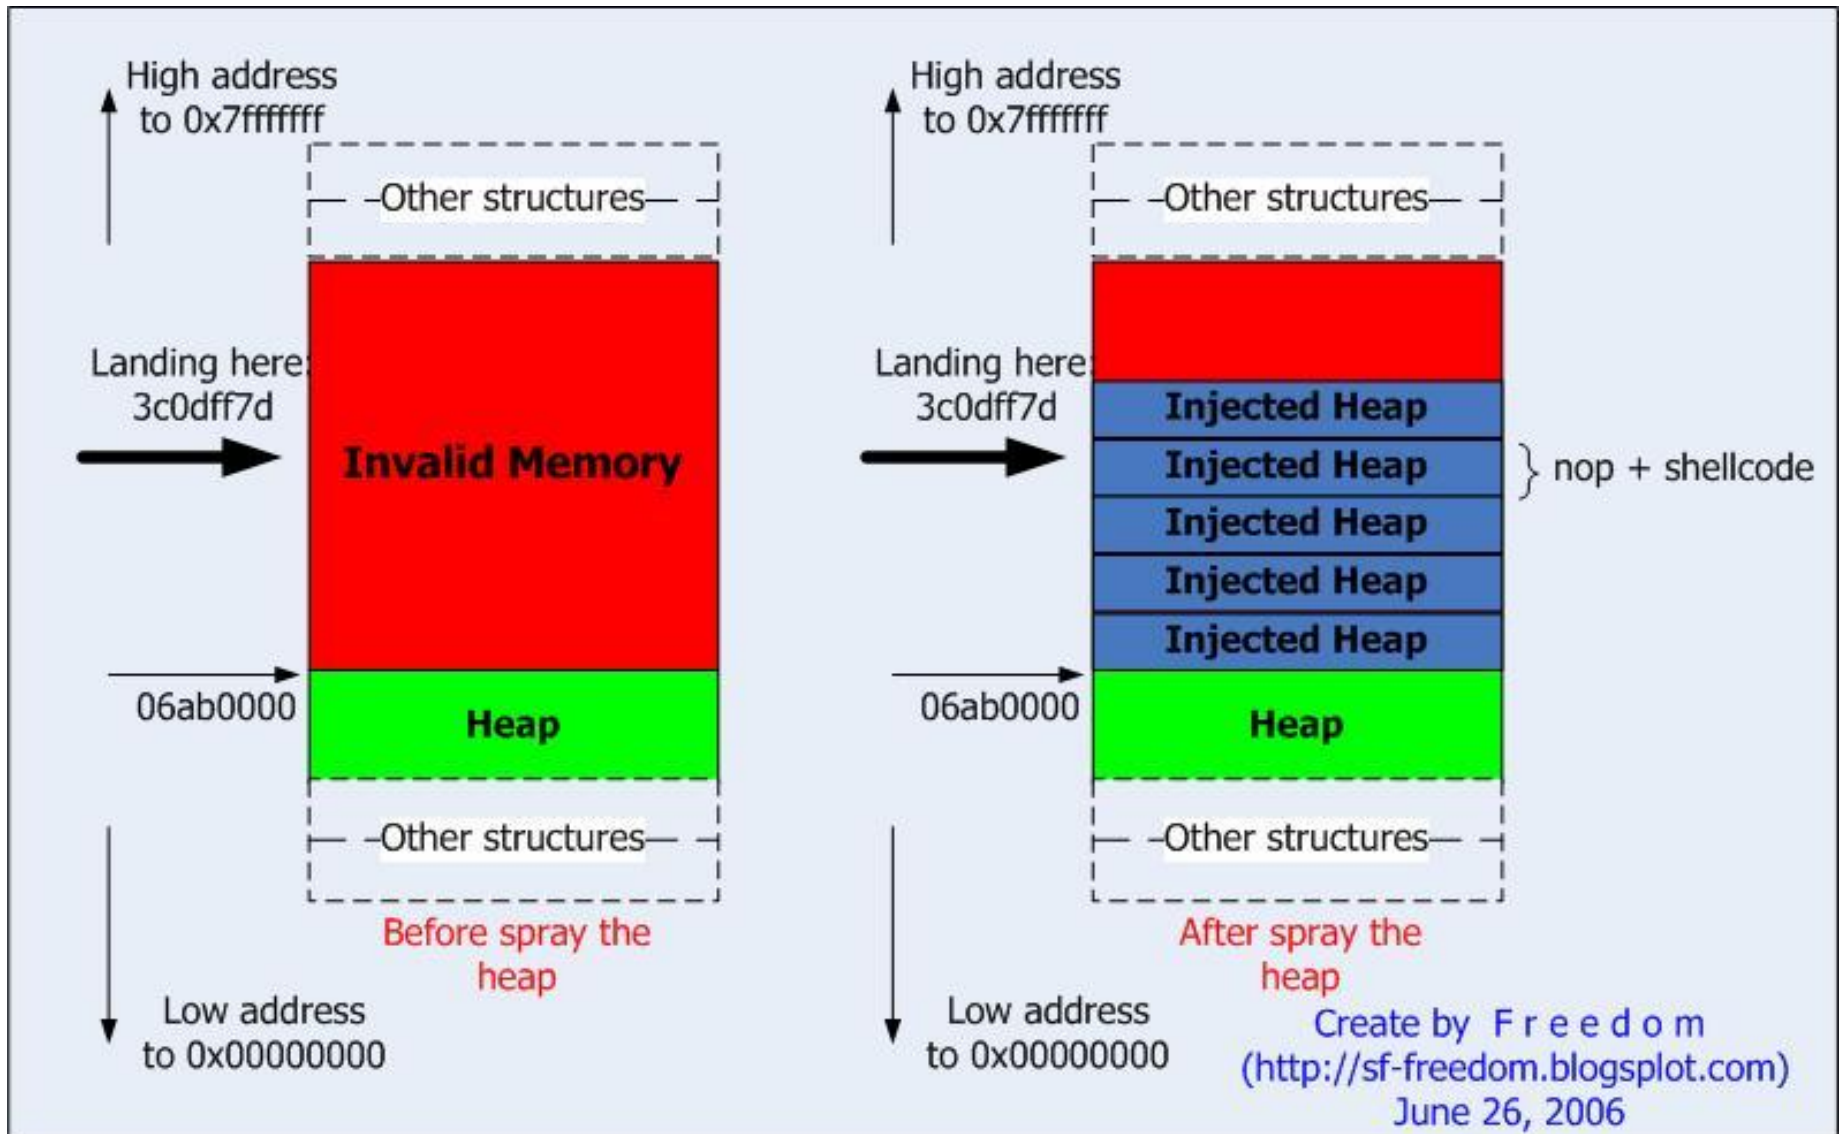 High address
to 0x7fffffff
Other structures
Landing here:
3c0dff7d
Invalid Memory
06ab0000
Heap
Other structures
Before spray the
heap
Low address
to 0x00000000
High address
to 0x7fffffff
Other structures
Landing here:
3c0dff7d
Injected Heap
Injected Heap
nop + shellcode
Injected Heap
Injected Heap
Injected Heap
06ab0000
Heap
Other structures
After spray the
heap
Low address
to 0x00000000
Create by F r e e d o m
(http://sf-freedom.blogsplot.com)
June 26, 2006